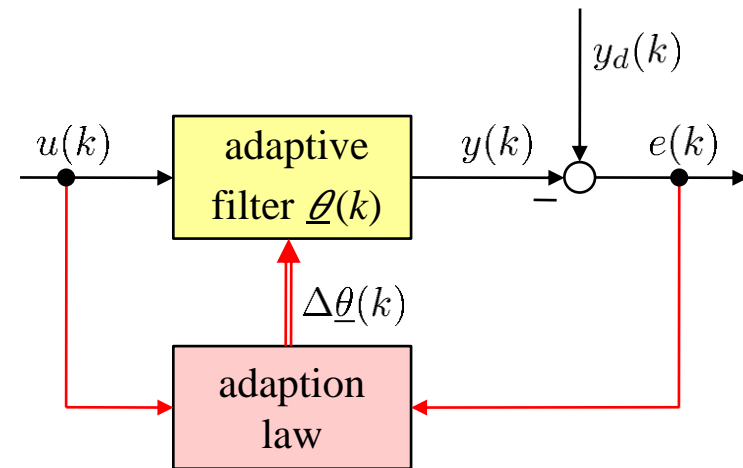 y_d(k)
u(k)
adaptive
filter θ(k)
y(k)
e(k)
−
Δθ(k)
adaption
law